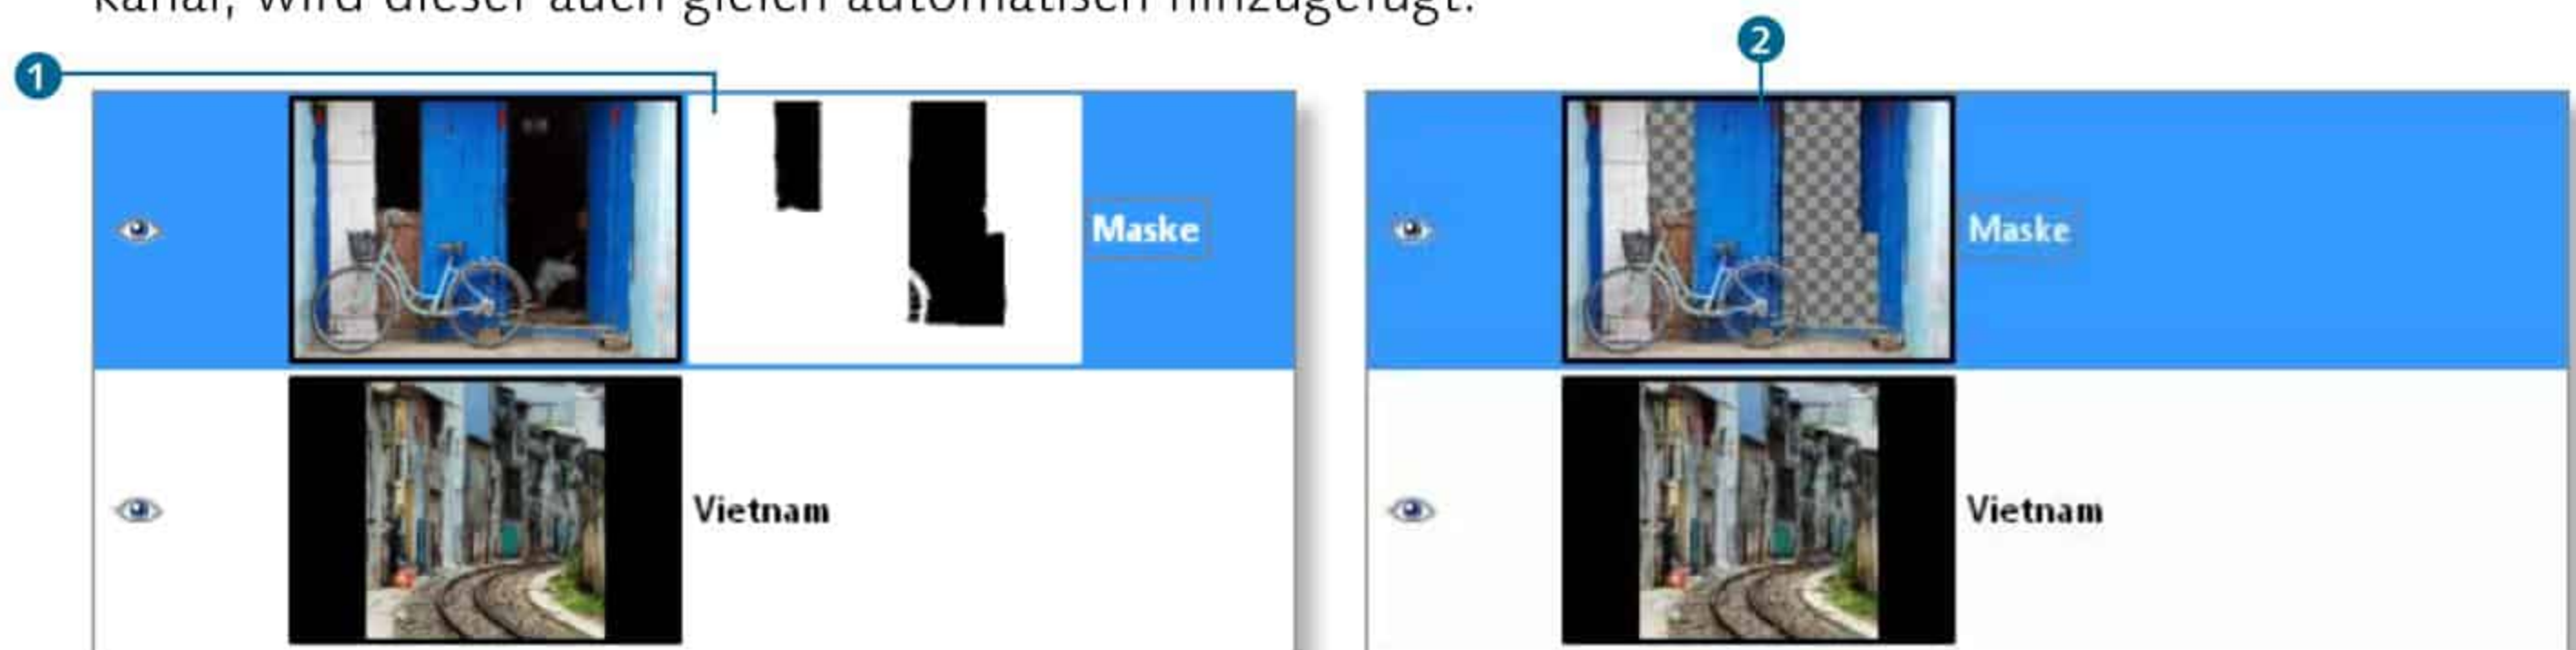 kanal, wird dieser auch gleich automatisch hinzugefügt.
1
2
Maske
Maske
Vietnam
Vietnam